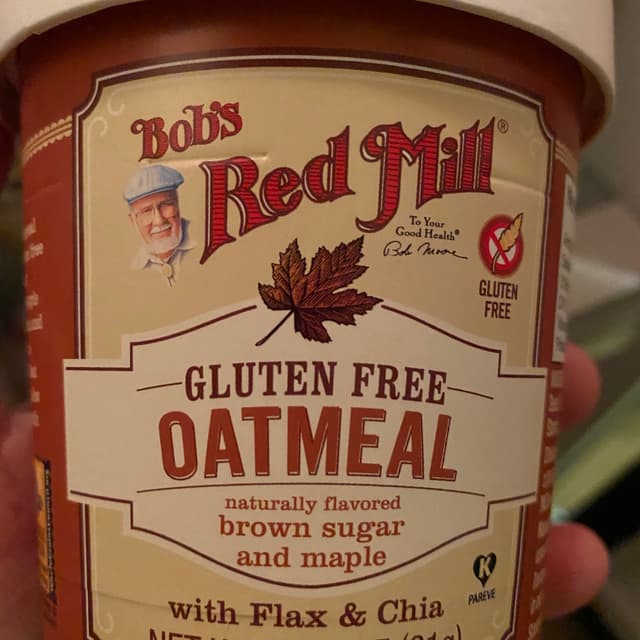 Bob's
Red Mill®
To Your
Good Health®
Bob Moore
GLUTEN
FREE
GLUTEN FREE
OATMEAL
naturally flavored
brown sugar
and maple
K
PAREVE
with Flax & Chia
NET